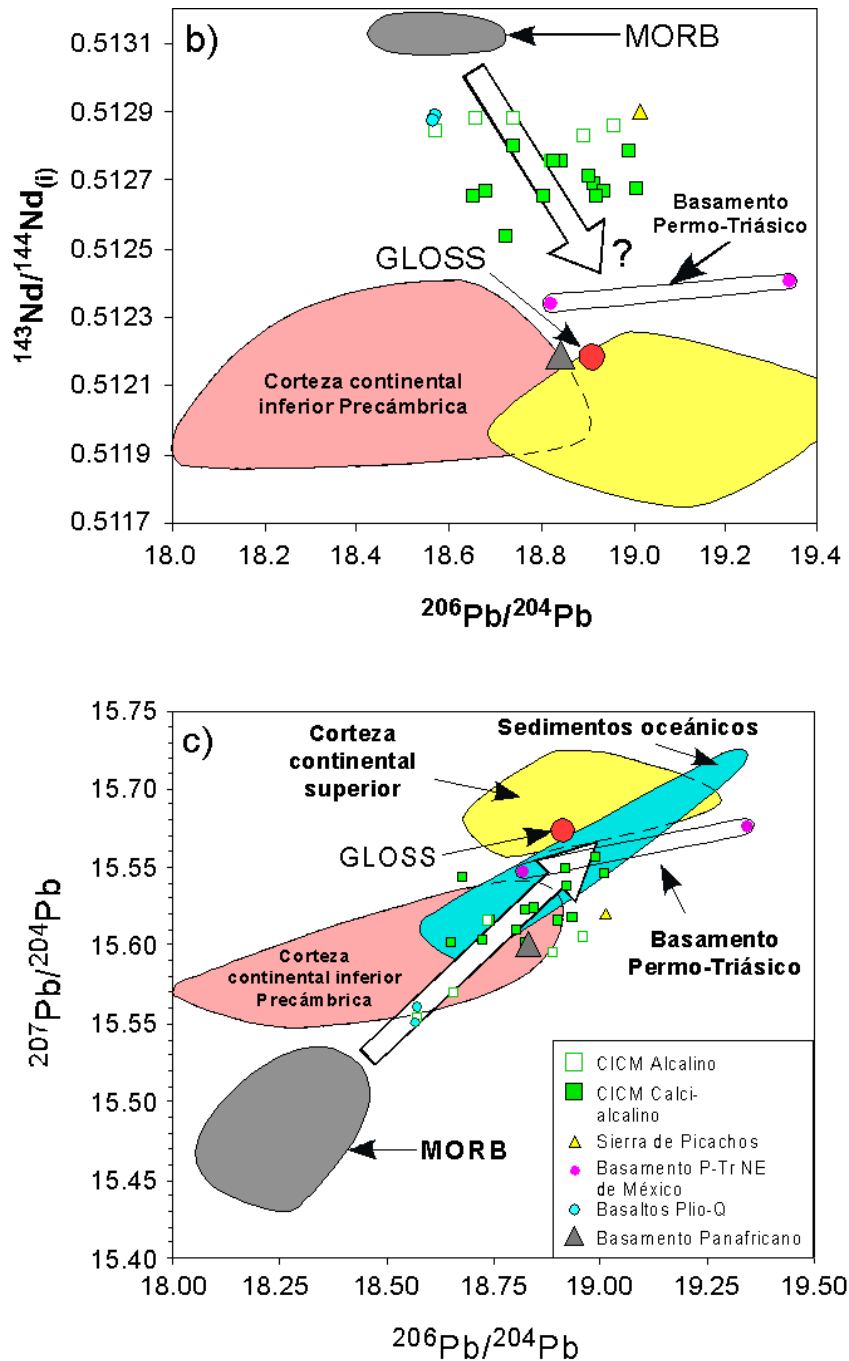 b)
MORB
0.5131
0.5129
0.5127
0.5125
0.5123
0.5121
0.5119
0.5117
143Nd/144Nd(i)
Basamento
Permo-Triásico
?
GLOSS
Corteza continental
inferior Precámbrica
18.0 18.2 18.4 18.6 18.8 19.0 19.2 19.4
206Pb/204Pb
c)
15.75
15.70
15.55
15.60
15.55
15.50
15.45
15.40
207Pb/204Pb
Sedimentos oceánicos
Corteza
continental
superior
GLOSS
Basamento
Permo-Triásico
Corteza
continental inferior
Precámbrica
MORB
CICM Alcalino
CICM Calci-
alcalino
Sierra de Picachos
Basamento P-Tr NE
de México
Basaltos Plio-Q
Basamento Panafricano
18.00 18.25 18.50 18.75 19.00 19.25 19.50
206Pb/204Pb